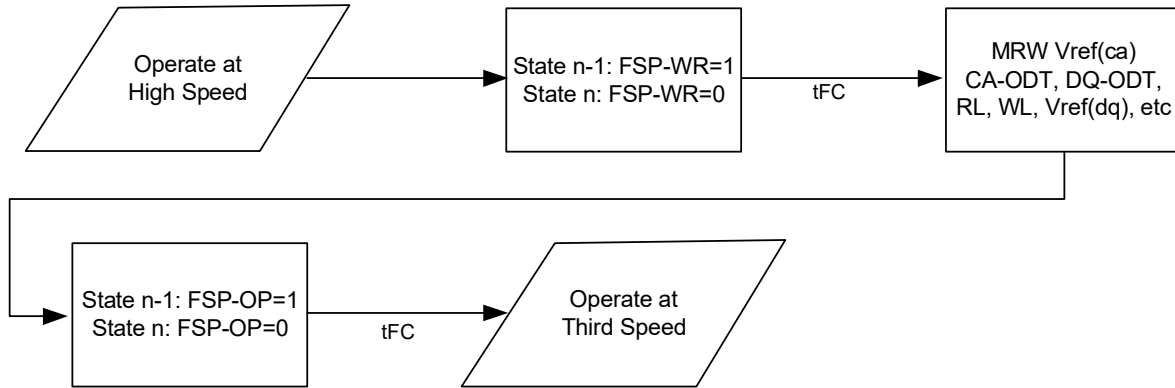 Operate at
High Speed
State n-1: FSP-WR=1
State n: FSP-WR=0
tFC
MRW Vref(ca)
CA-ODT, DQ-ODT,
RL, WL, Vref(dq), etc
State n-1: FSP-OP=1
State n: FSP-OP=0
tFC
Operate at
Third Speed